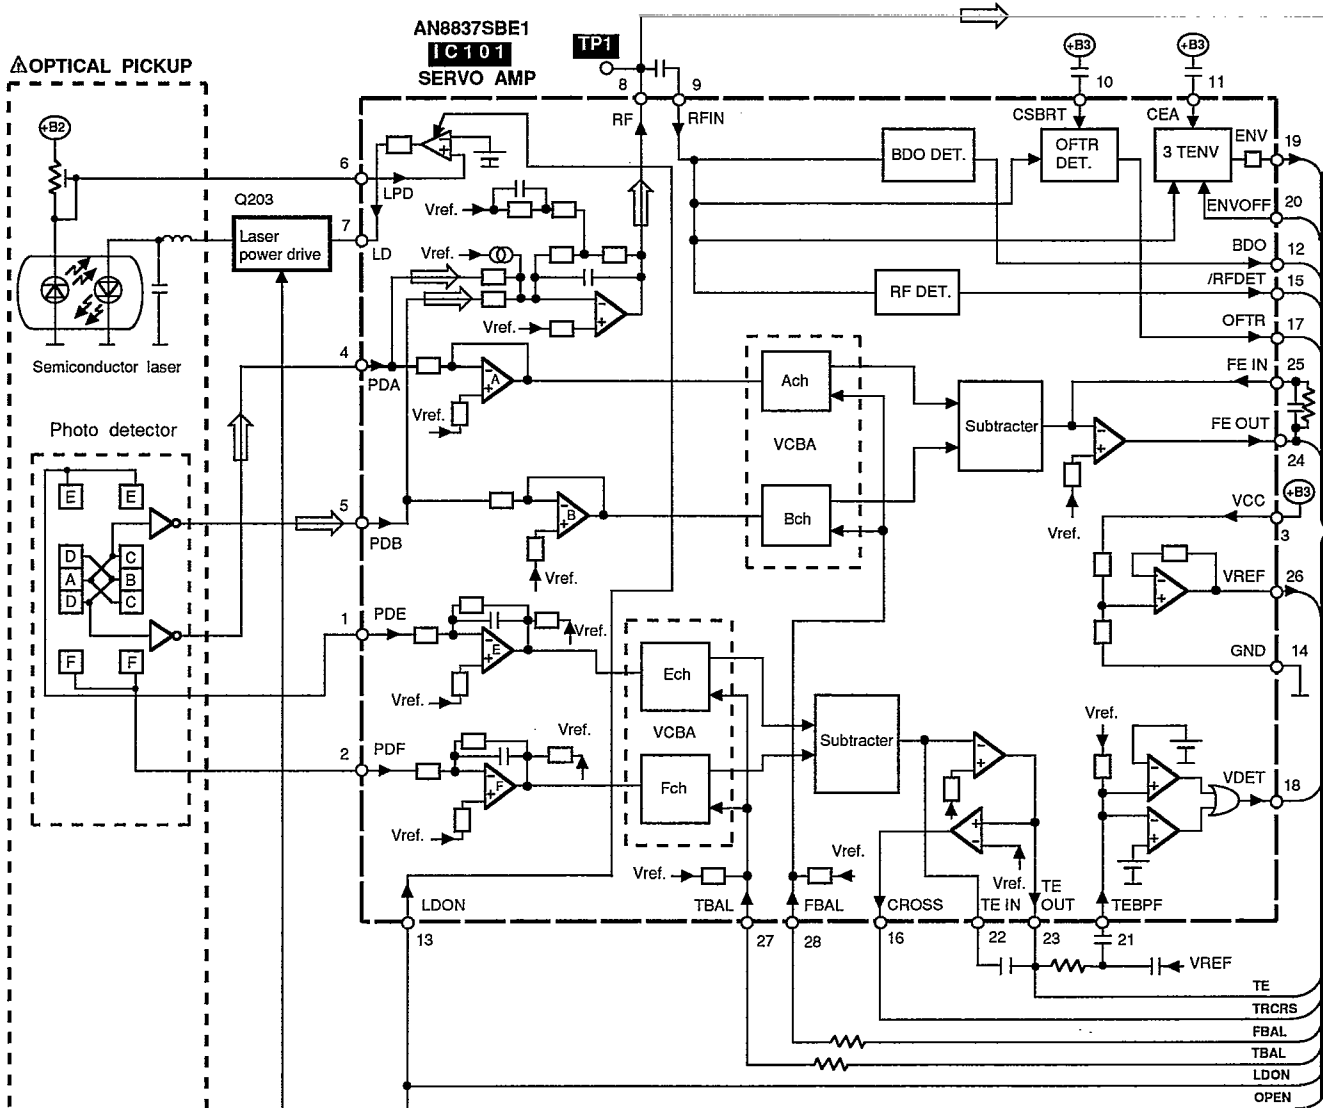 AN8837SBE1
IC101
SERVO AMP
TP1
⚠OPTICAL PICKUP
+B2
Q203
Laser
power drive
Semiconductor laser
Photo detector
E E
D C
A B
D C
F F
8 9
RF RFIN
+B3 +B3
10 11
CSBRT CEA
BDO DET.
OFTR
DET.
3 TENV
ENV 19
ENVOFF 20
BDO 12
/RFDET 15
RF DET.
OFTR 17
FE IN 25
FE OUT 24
6 LPD
7 LD
Vref.
Vref.
Vref.
4 PDA
A
Vref.
Ach
VCBA
Bch
Subtracter
Vref.
5 PDB
B
Vref.
+B3
VCC 3
VREF 26
GND 14
1 PDE
E
Vref.
Vref.
Ech
VCBA
Fch
Subtracter
2 PDF
F
Vref.
Vref.
Vref.
VDET 18
Vref.
Vref.
Vref.
LDON TBAL FBAL CROSS TE IN TE
OUT TEBPF
13 27 28 16 22 23 21
VREF
TE
TRCRS
FBAL
TBAL
LDON
OPEN